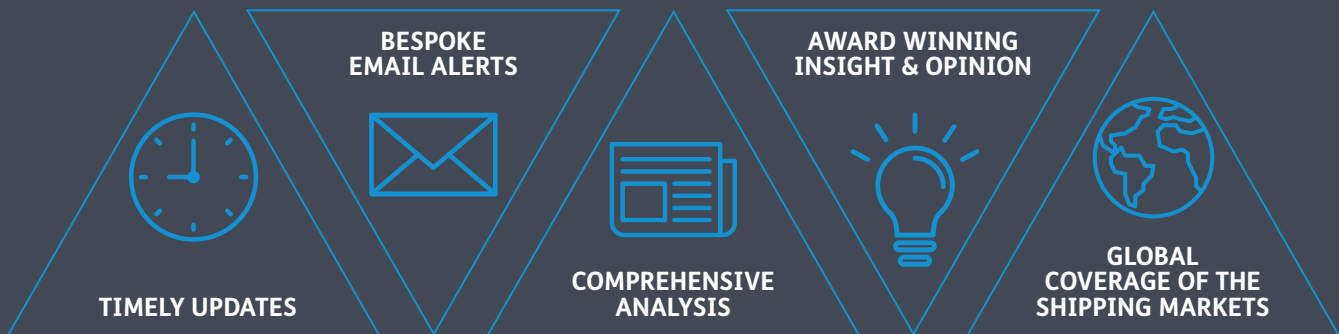 TIMELY UPDATES
BESPOKE
EMAIL ALERTS
COMPREHENSIVE
ANALYSIS
AWARD WINNING
INSIGHT & OPINION
GLOBAL
COVERAGE OF THE
SHIPPING MARKETS